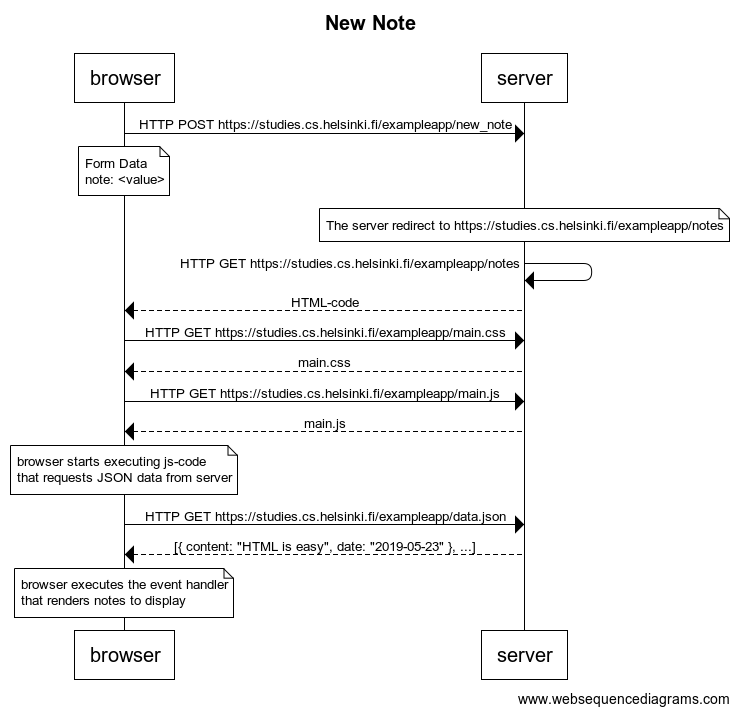 New Note
browser
server
HTTP POST https://studies.cs.helsinki.fi/exampleapp/new_note
Form Data
note: <value>
The server redirect to https://studies.cs.helsinki.fi/exampleapp/notes
HTTP GET https://studies.cs.helsinki.fi/exampleapp/notes
HTML-code
HTTP GET https://studies.cs.helsinki.fi/exampleapp/main.css
main.css
HTTP GET https://studies.cs.helsinki.fi/exampleapp/main.js
main.js
browser starts executing js-code
that requests JSON data from server
HTTP GET https://studies.cs.helsinki.fi/exampleapp/data.json
[{ content: "HTML is easy", date: "2019-05-23" }, ...]
browser executes the event handler
that renders notes to display
browser
server
www.websequencediagrams.com